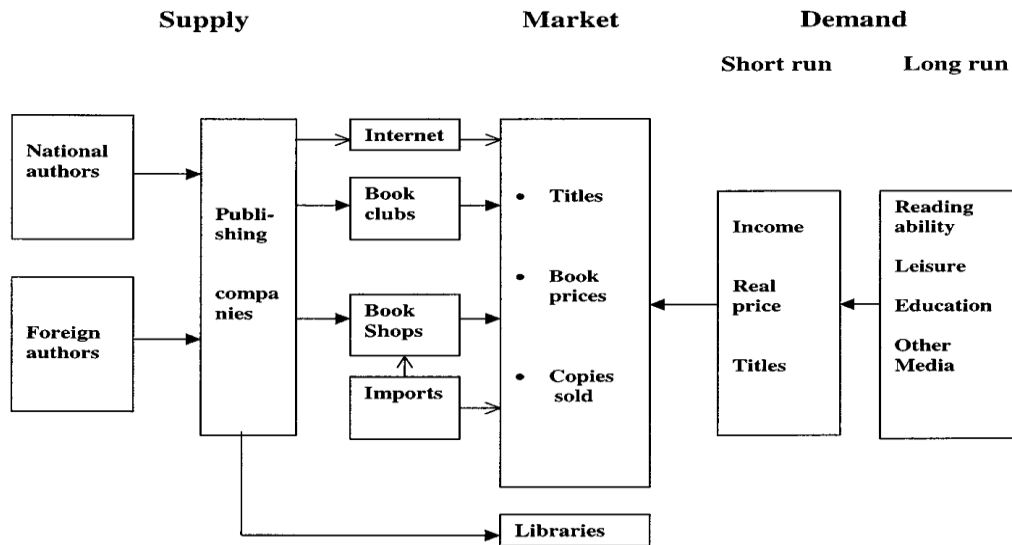 Supply
Market
Demand
Short run
Long run
National
authors
Foreign
authors
Publi-
shing
compa
nies
Internet
Book
clubs
Book
Shops
Imports
• Titles
• Book
prices
• Copies
sold
Libraries
Income
Real
price
Titles
Reading
ability
Leisure
Education
Other
Media